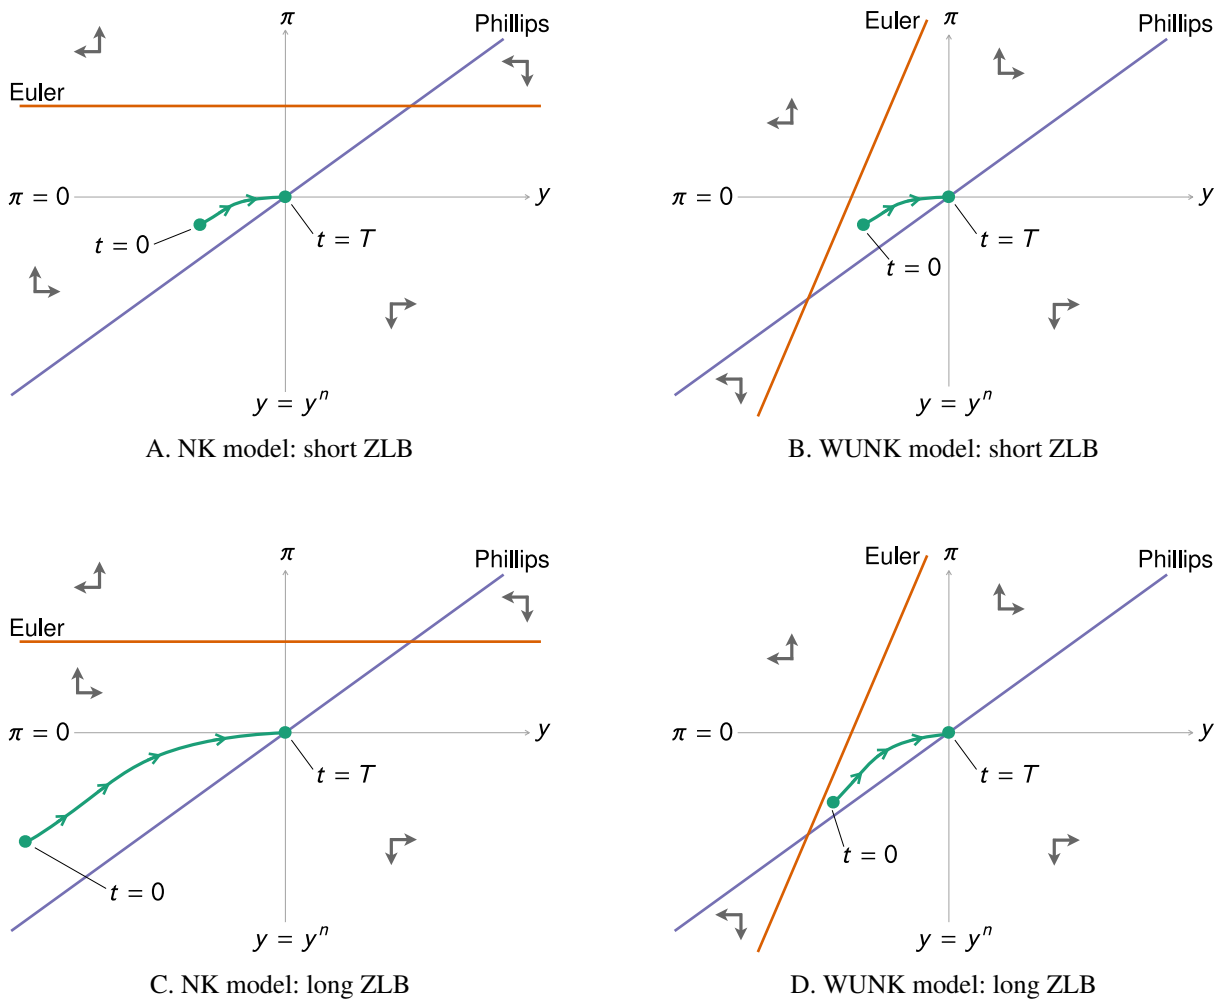 π
Phillips
Euler
π = 0
y
t = 0
t = T
y = yⁿ
A. NK model: short ZLB
Euler
π
Phillips
π = 0
y
t = 0
t = T
y = yⁿ
B. WUNK model: short ZLB
π
Phillips
Euler
π = 0
y
t = T
t = 0
y = yⁿ
C. NK model: long ZLB
Euler
π
Phillips
π = 0
y
t = T
t = 0
y = yⁿ
D. WUNK model: long ZLB